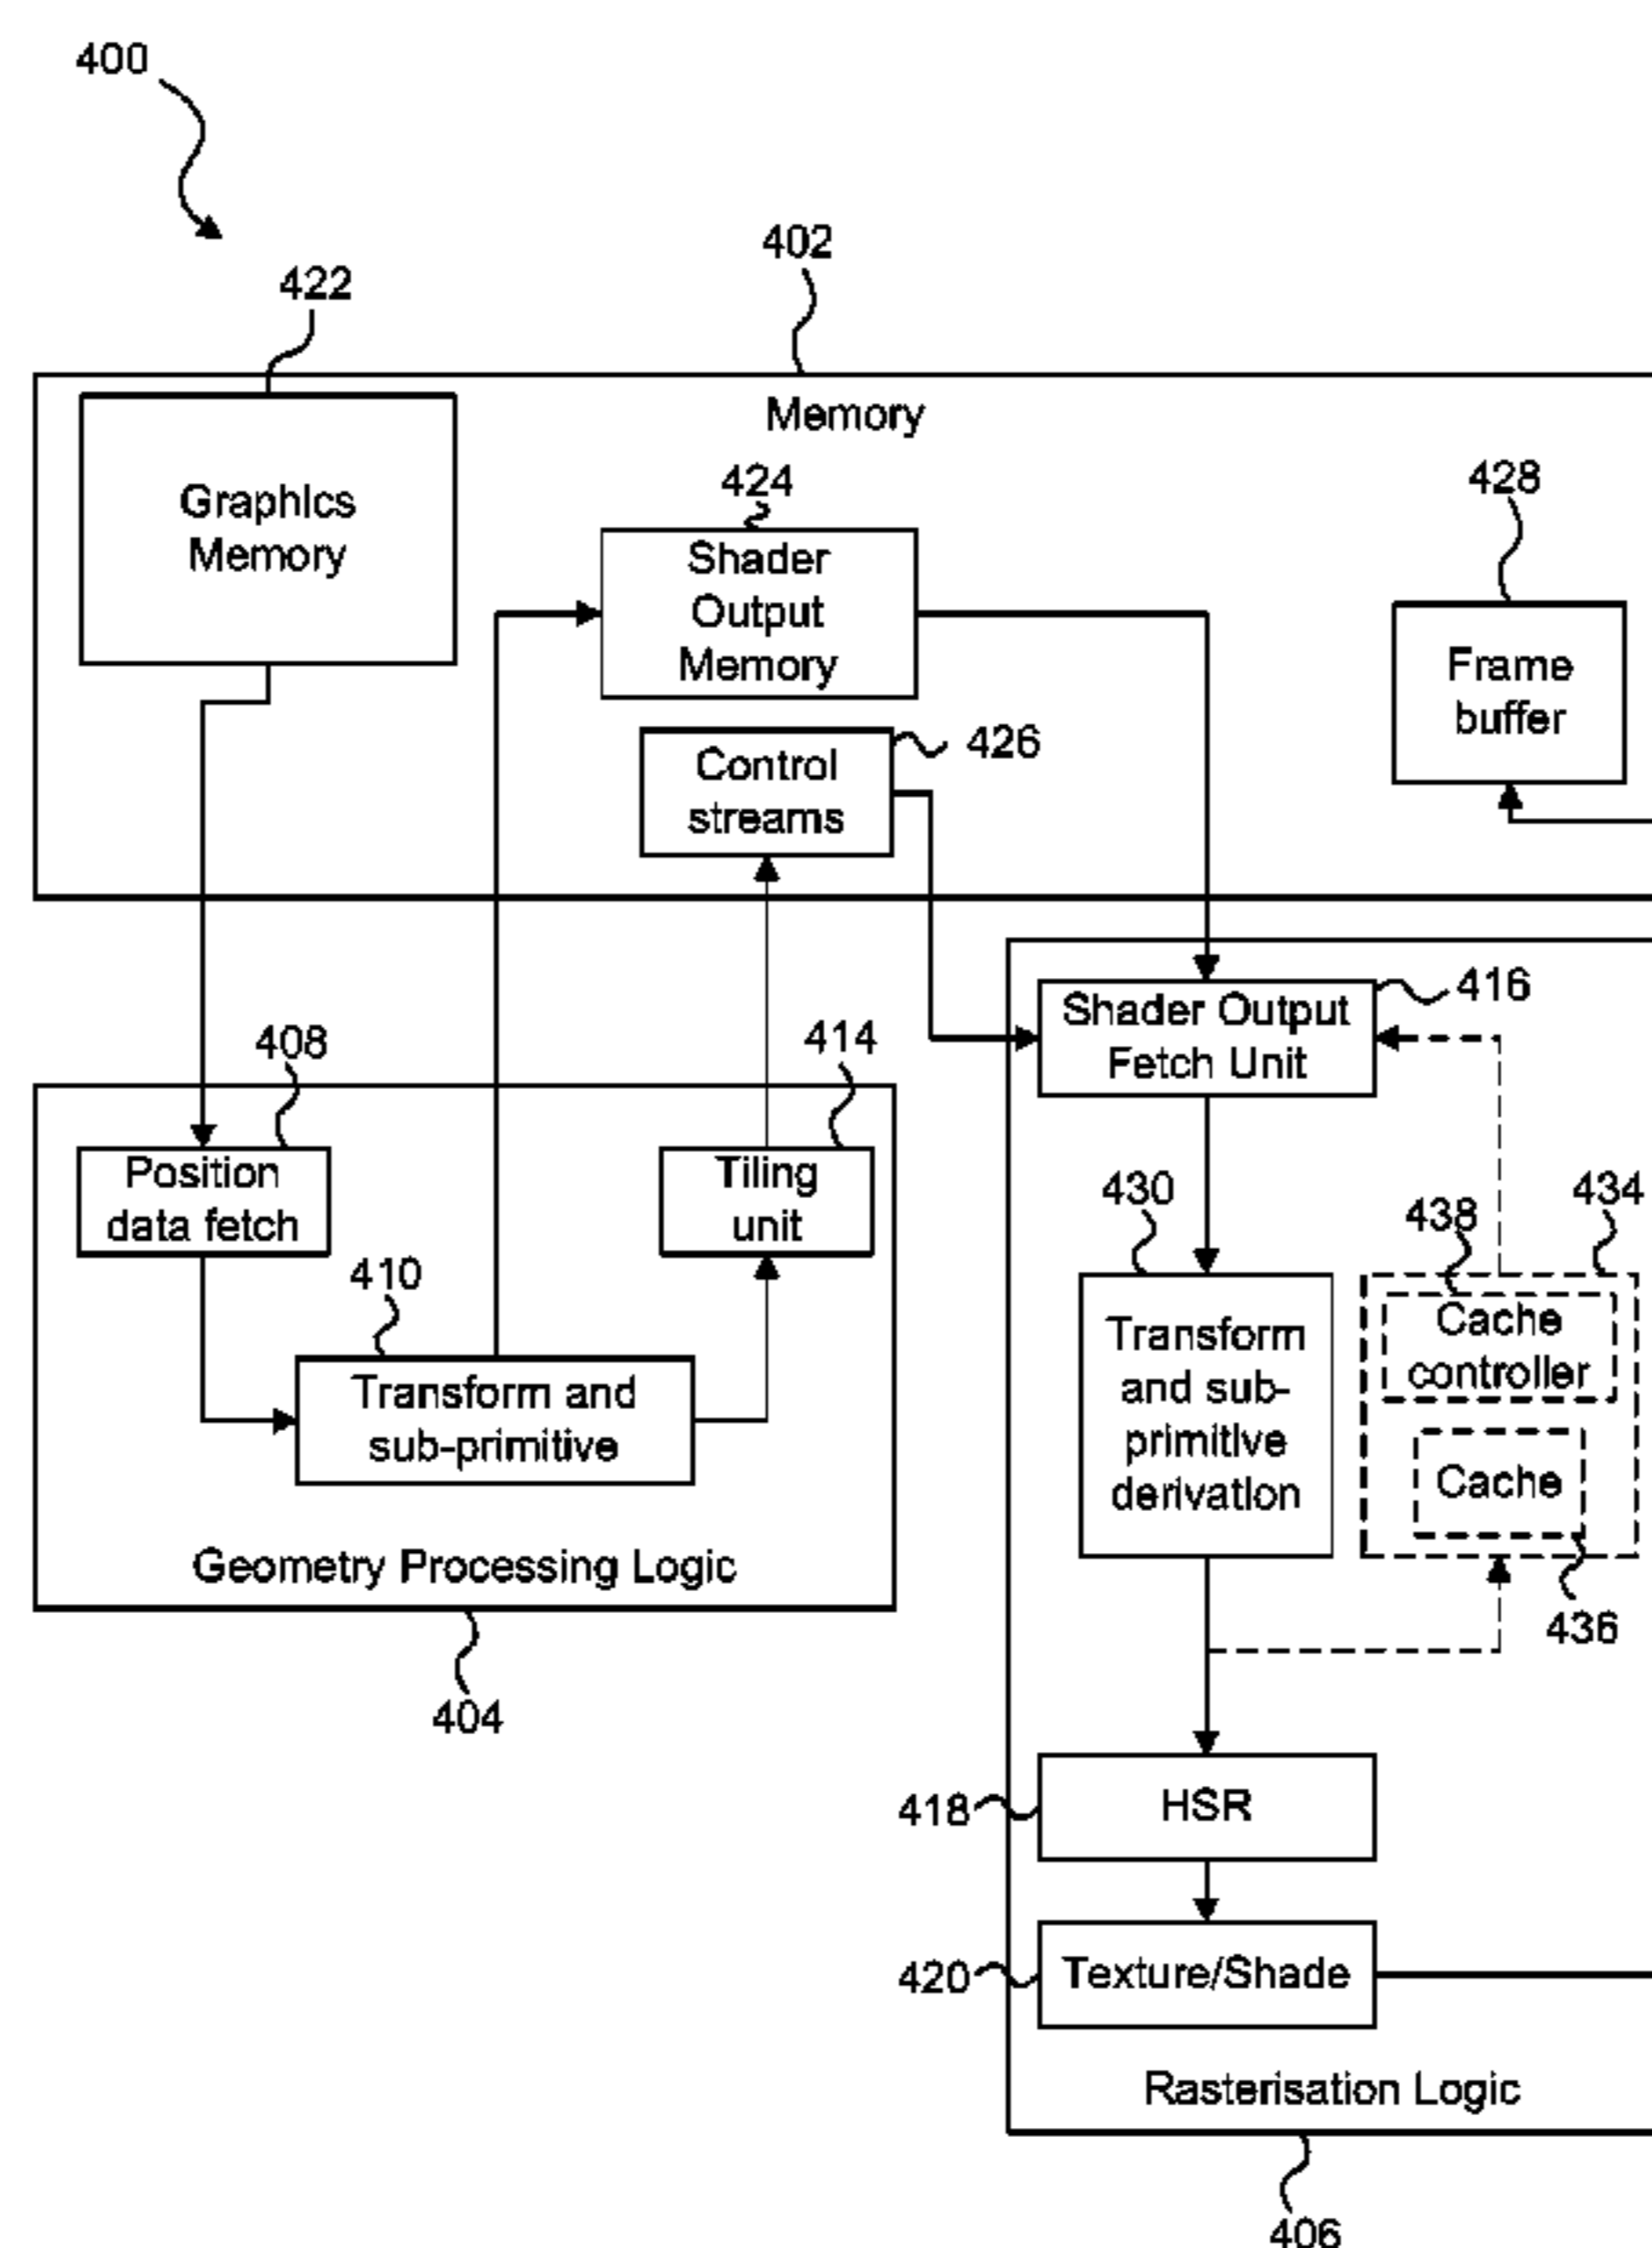 400
402
422
Memory
424
428
Graphics
Memory
Shader
Output
Memory
Frame
buffer
426
Control
streams
416
Shader Output
Fetch Unit
408
414
Position
data fetch
Tiling
unit
430
438
434
410
Transform and
sub-primitive
Transform
and sub-
primitive
derivation
Cache
controller
Cache
436
Geometry Processing Logic
404
418
HSR
420
Texture/Shade
Rasterisation Logic
406